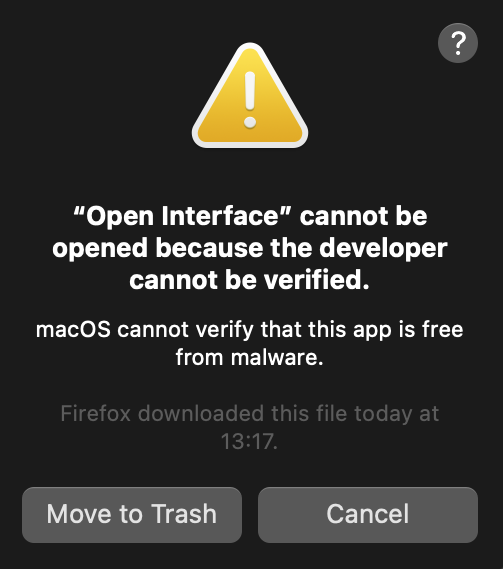 ?
“Open Interface” cannot be
opened because the developer
cannot be verified.
macOS cannot verify that this app is free
from malware.
Firefox downloaded this file today at
13:17.
Move to Trash
Cancel